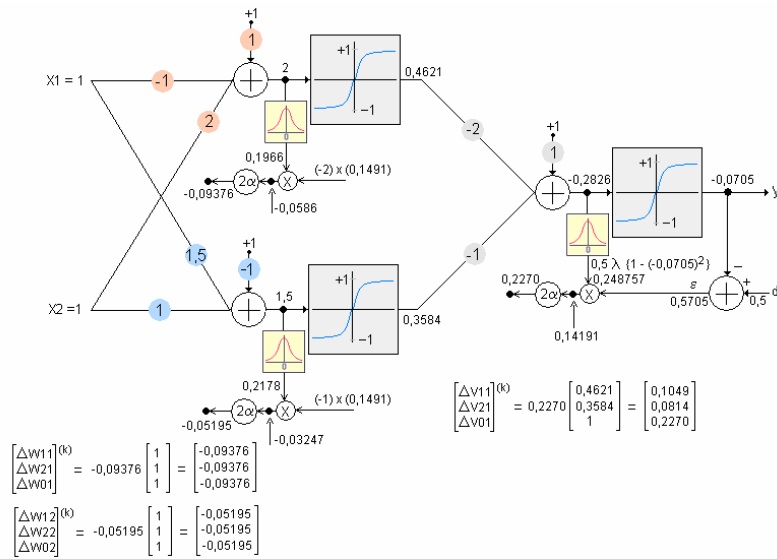 +1
1
X1 = 1
-1
2
+1
−1
0,4621
2
0
0,1966
(-2) x (0,1491)
X
2α
-0,09376
-0,0586
-2
+1
1
-0,2826
+1
−1
-0,0705
y
0
0,5 λ {1 - (-0,0705)²}
−
+
d
0,5
ε
0,5705
0,248757
X
2α
0,2270
0,14191
-1
1,5
+1
-1
X2 =1
1
1,5
+1
−1
0,3584
0
0,2178
(-1) x (0,1491)
X
2α
-0,05195
-0,03247
ΔV11 (k) 0,4621 0,1049
ΔV21 = 0,2270 0,3584 = 0,0814
ΔV01 1 0,2270
ΔW11 (k) 1 -0,09376
ΔW21 = -0,09376 1 = -0,09376
ΔW01 1 -0,09376
ΔW12 (k) 1 -0,05195
ΔW22 = -0,05195 1 = -0,05195
ΔW02 1 -0,05195